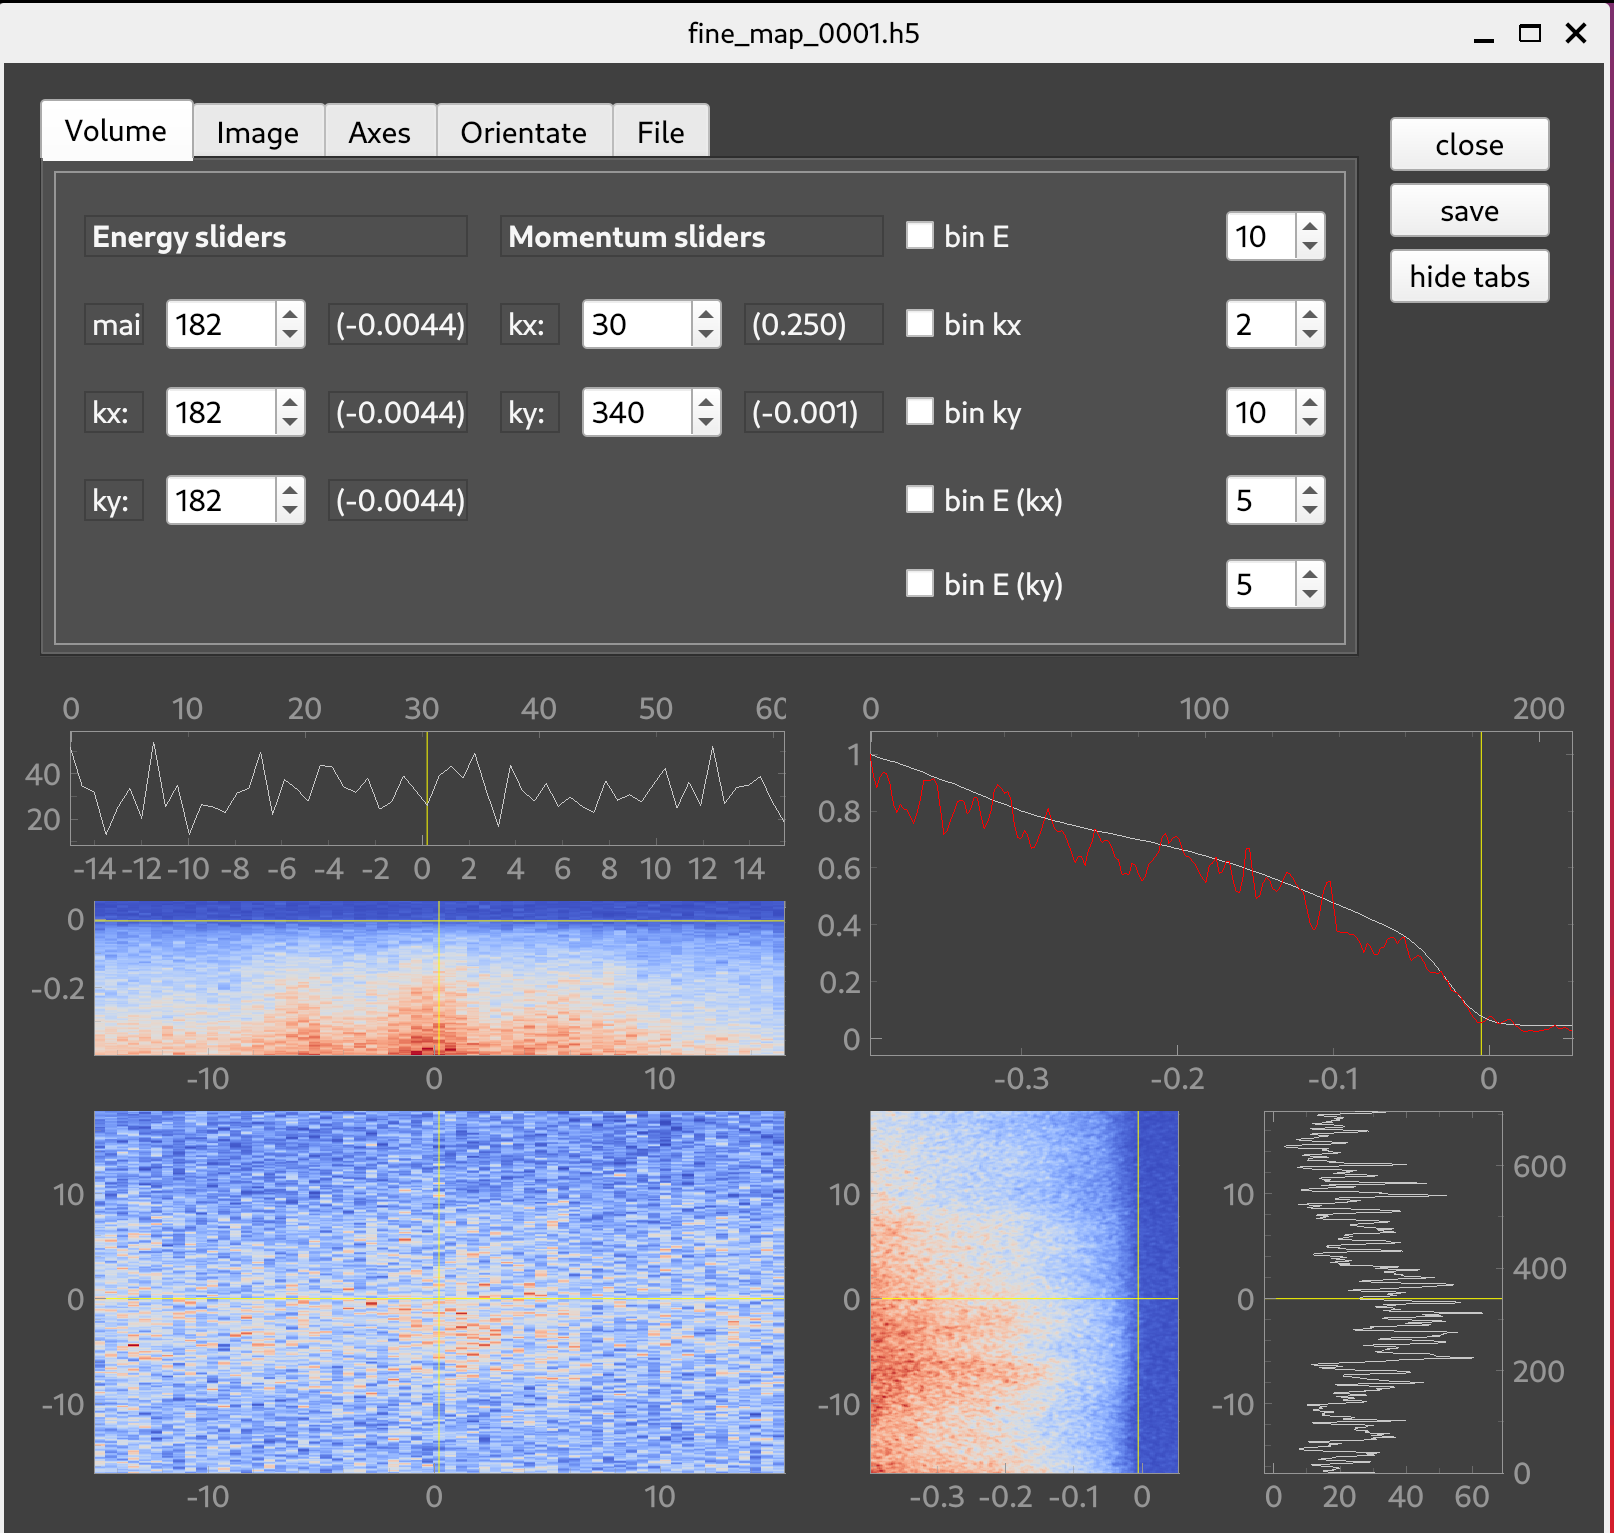 fine_map_0001.h5
Volume Image Axes Orientate File
close
save
hide tabs
Energy sliders Momentum sliders bin E 10
mai 182 (-0.0044) kx: 30 (0.250) bin kx 2
kx: 182 (-0.0044) ky: 340 (-0.001) bin ky 10
ky: 182 (-0.0044) bin E (kx) 5
bin E (ky) 5
0 10 20 30 40 50 60
40
20
-14 -12 -10 -8 -6 -4 -2 0 2 4 6 8 10 12 14
0 100 200
1
0.8
0.6
0.4
0.2
0
-0.3 -0.2 -0.1 0
0
-0.2
-10 0 10
10
0
-10
-10 0 10
10
0
-10
-0.3 -0.2 -0.1 0
10
0
-10
600
400
200
0
0 20 40 60